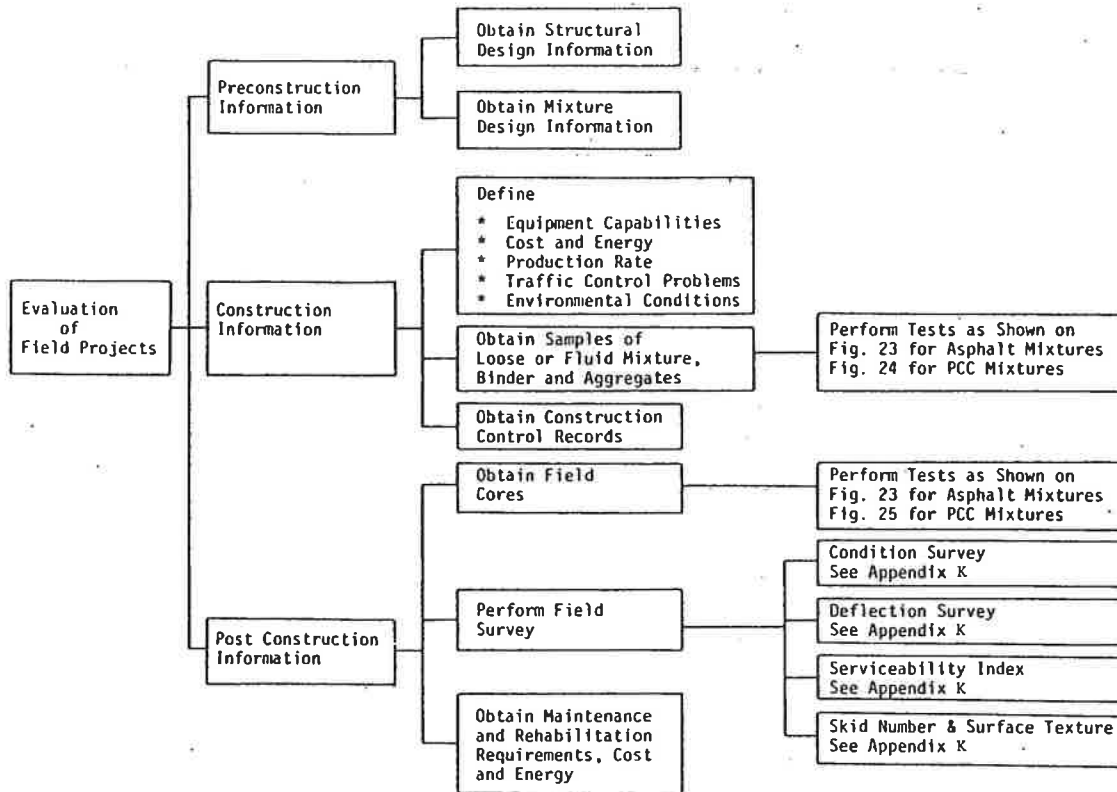 Evaluation
of
Field Projects
Preconstruction
Information
Obtain Structural
Design Information
Obtain Mixture
Design Information
Construction
Information
Define
* Equipment Capabilities
* Cost and Energy
* Production Rate
* Traffic Control Problems
* Environmental Conditions
Obtain Samples of
Loose or Fluid Mixture,
Binder and Aggregates
Perform Tests as Shown on
Fig. 23 for Asphalt Mixtures
Fig. 24 for PCC Mixtures
Obtain Construction
Control Records
Post Construction
Information
Obtain Field
Cores
Perform Tests as Shown on
Fig. 23 for Asphalt Mixtures
Fig. 25 for PCC Mixtures
Perform Field
Survey
Condition Survey
See Appendix K
Deflection Survey
See Appendix K
Serviceability Index
See Appendix K
Skid Number & Surface Texture
See Appendix K
Obtain Maintenance
and Rehabilitation
Requirements, Cost
and Energy